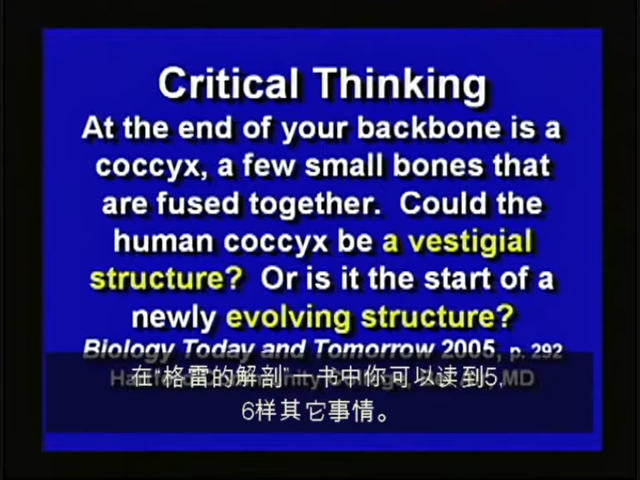 Critical Thinking
At the end of your backbone is a
coccyx, a few small bones that
are fused together. Could the
human coccyx be a vestigial
structure? Or is it the start of a
newly evolving structure?
Biology Today and Tomorrow 2005, p. 292
MD
在“格雷的解剖”一书中你可以读到5,
6样其它事情。